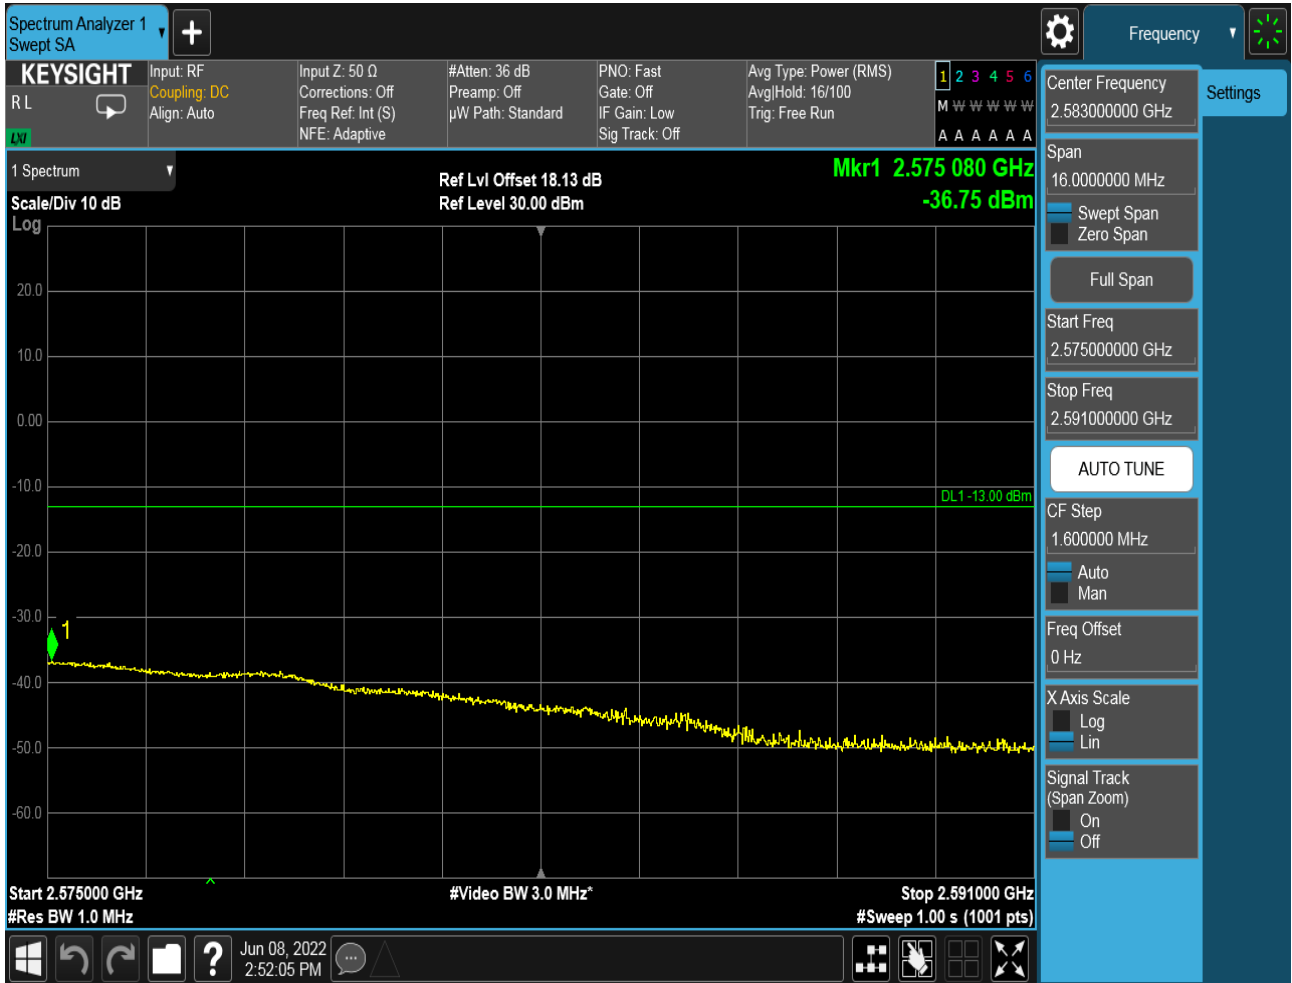 Spectrum Analyzer 1
Swept SA
Frequency
KEYSIGHT
R L
LXI
Input: RF
Coupling: DC
Align: Auto
Input Z: 50 Ω
Corrections: Off
Freq Ref: Int (S)
NFE: Adaptive
#Atten: 36 dB
Preamp: Off
µW Path: Standard
PNO: Fast
Gate: Off
IF Gain: Low
Sig Track: Off
Avg Type: Power (RMS)
Avg|Hold: 16/100
Trig: Free Run
1 2 3 4 5 6
M W W W W W
A A A A A A
1 Spectrum
Scale/Div 10 dB
Log
Ref Lvl Offset 18.13 dB
Ref Level 30.00 dBm
Mkr1 2.575 080 GHz
-36.75 dBm
20.0
10.0
0.00
-10.0
DL1 -13.00 dBm
-20.0
-30.0
1
-40.0
-50.0
-60.0
Start 2.575000 GHz
#Video BW 3.0 MHz*
Stop 2.591000 GHz
#Res BW 1.0 MHz
#Sweep 1.00 s (1001 pts)
?
Jun 08, 2022
2:52:05 PM
Center Frequency
2.583000000 GHz
Settings
Span
16.0000000 MHz
Swept Span
Zero Span
Full Span
Start Freq
2.575000000 GHz
Stop Freq
2.591000000 GHz
AUTO TUNE
CF Step
1.600000 MHz
Auto
Man
Freq Offset
0 Hz
X Axis Scale
Log
Lin
Signal Track
(Span Zoom)
On
Off